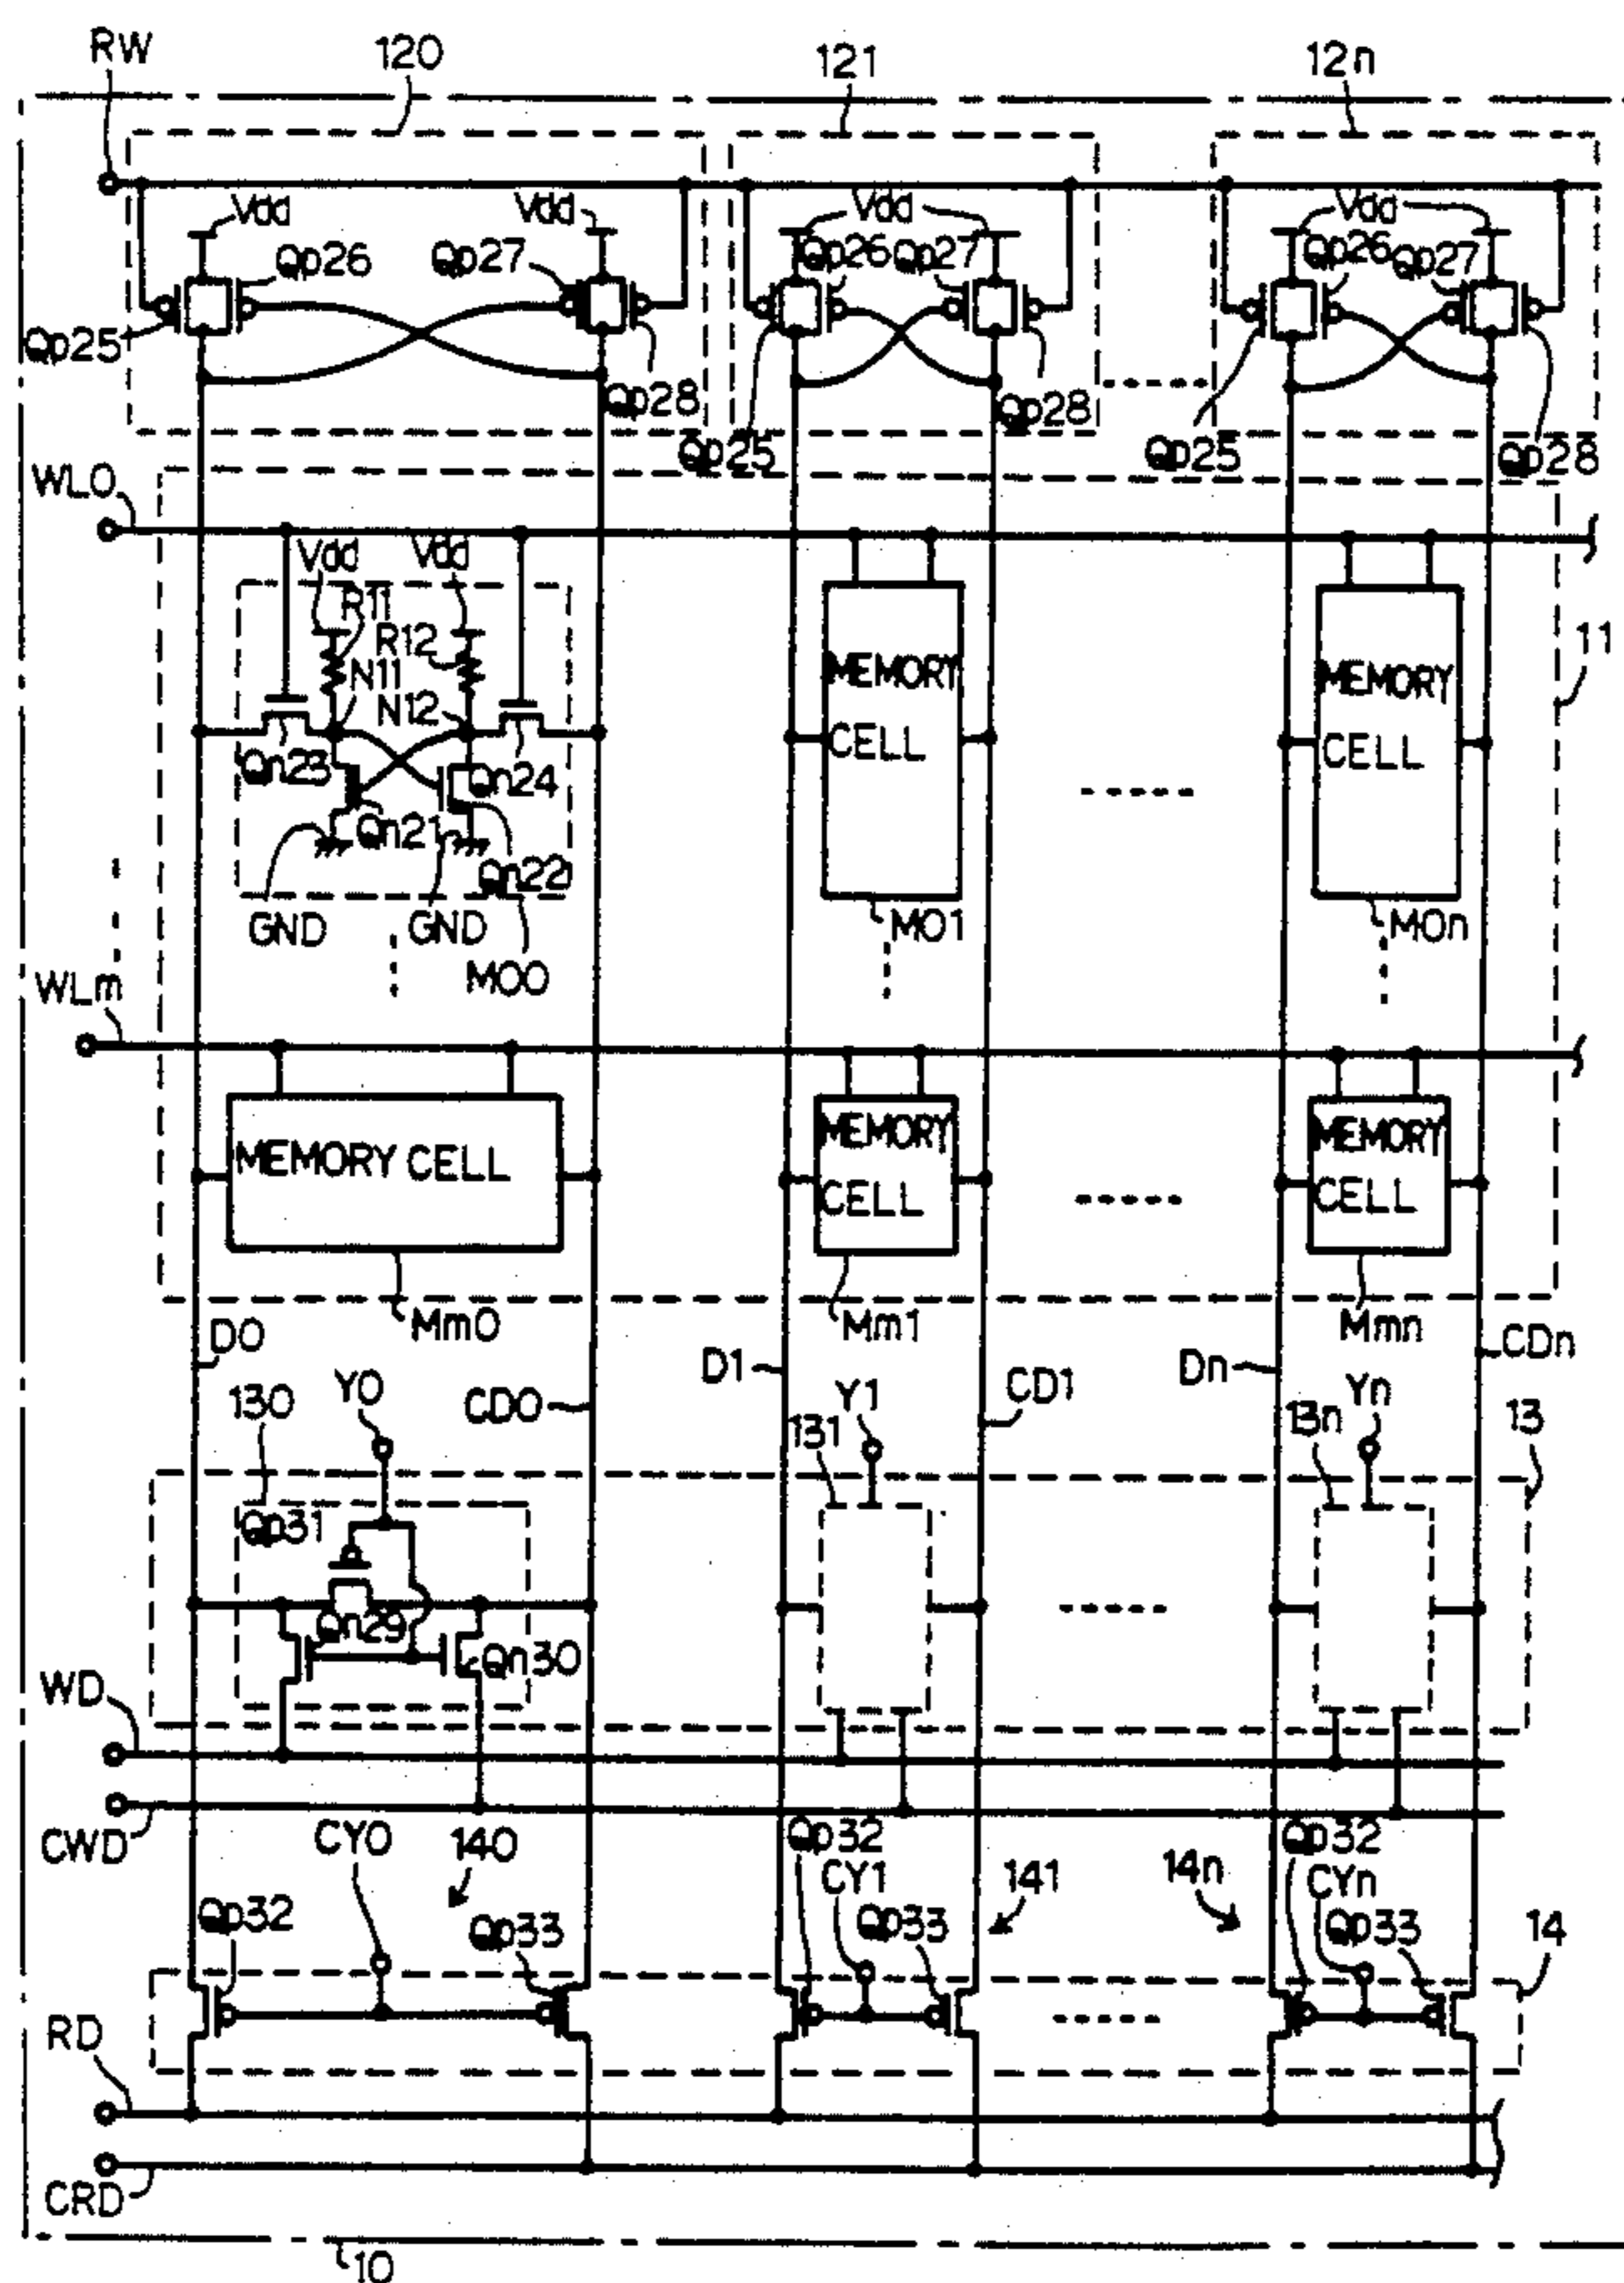 RW 120 121 12n
Vdd Vdd Vdd Vdd
Qp26 Qp27 Qp26 Qp27 Qp26 Qp27
Qp25 Qp28 Qp28
Qp25 Qp25 Qp28
WL0
Vdd Vdd
R11
R12
N11
N12
MEMORY MEMORY 11
CELL CELL
Qn23 Qn24
Qn21
Qn22
GND GND M01 M0n
M00
WLm
MEMORY CELL MEMORY MEMORY
CELL CELL
Mm0 Mm1 Mmn
D0 D1 Dn CDn
130 Y0 CD0 131 Y1 CD1 13n Yn 13
Qp31
Qn29
Qn30
WD
CWD CY0 140 Qp32 CY1 141 14n Qp32 CYn
Qp32 Qp33 Qp33 Qp33 14
RD
CRD
10